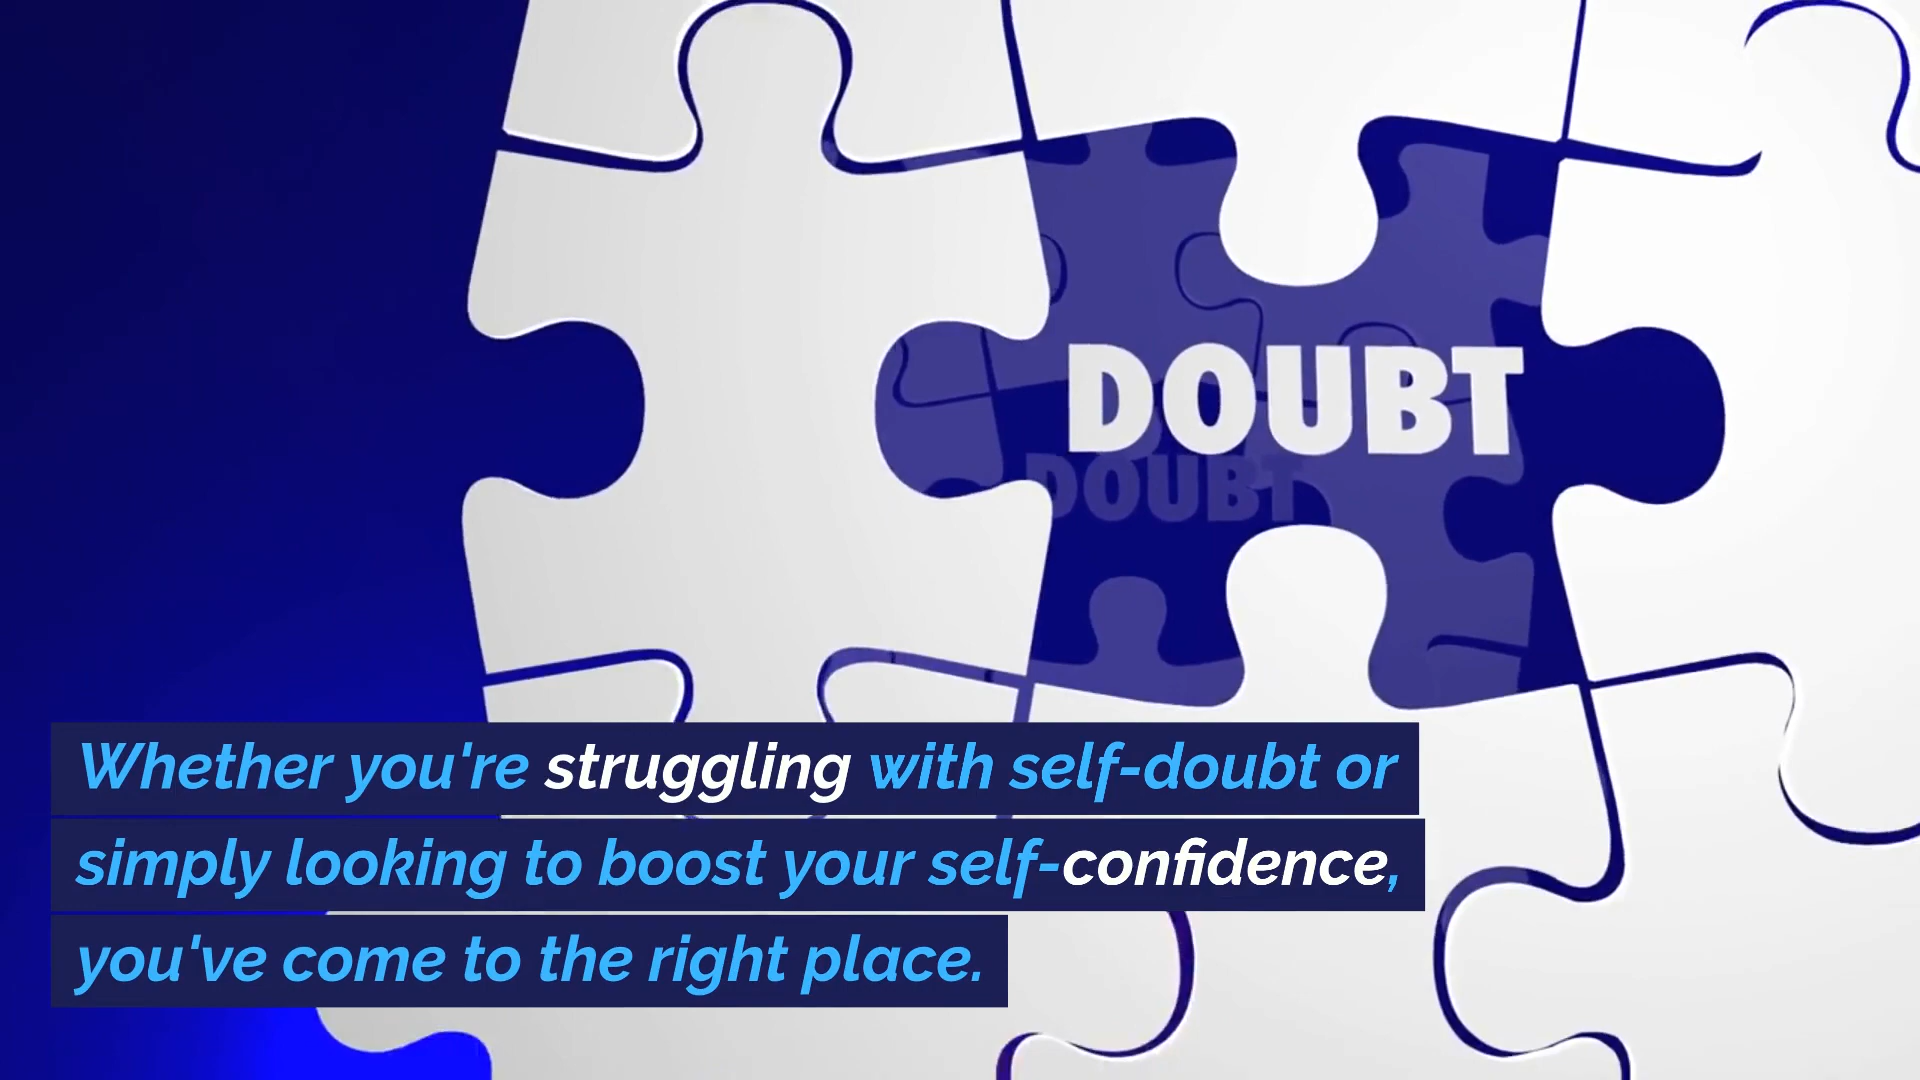 DOUBT
DOUBT
Whether you're struggling with self-doubt or
simply looking to boost your self-confidence,
you've come to the right place.